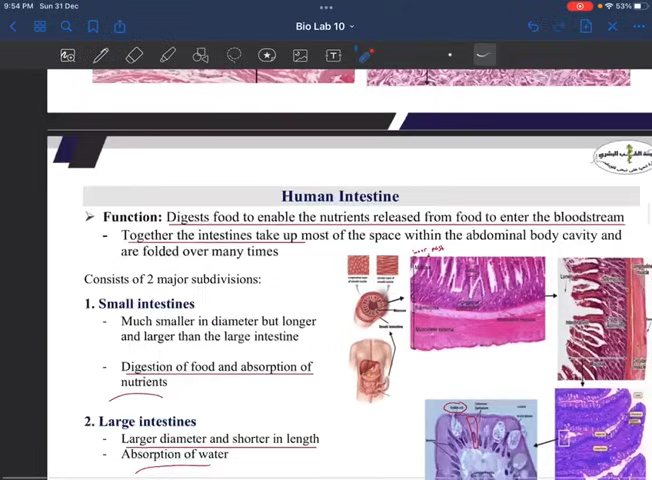 9:54 PM Sun 31 Dec
53%
Bio Lab 10
Human Intestine
➤ Function: Digests food to enable the nutrients released from food to enter the bloodstream
- Together the intestines take up most of the space within the abdominal body cavity and
are folded over many times
Consists of 2 major subdivisions:
1. Small intestines
- Much smaller in diameter but longer
and larger than the large intestine
- Digestion of food and absorption of
nutrients
2. Large intestines
- Larger diameter and shorter in length
- Absorption of water
Small intestine